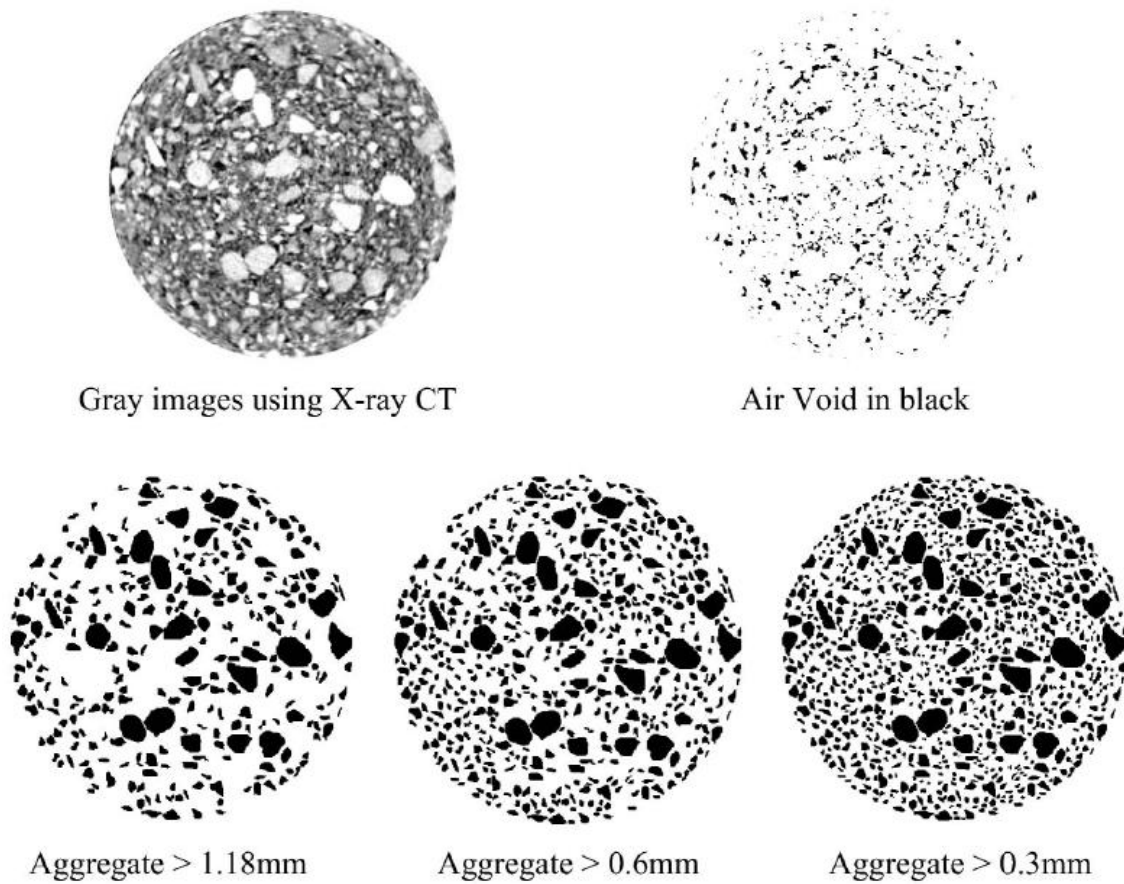 Gray images using X-ray CT
Air Void in black
Aggregate > 1.18mm
Aggregate > 0.6mm
Aggregate > 0.3mm